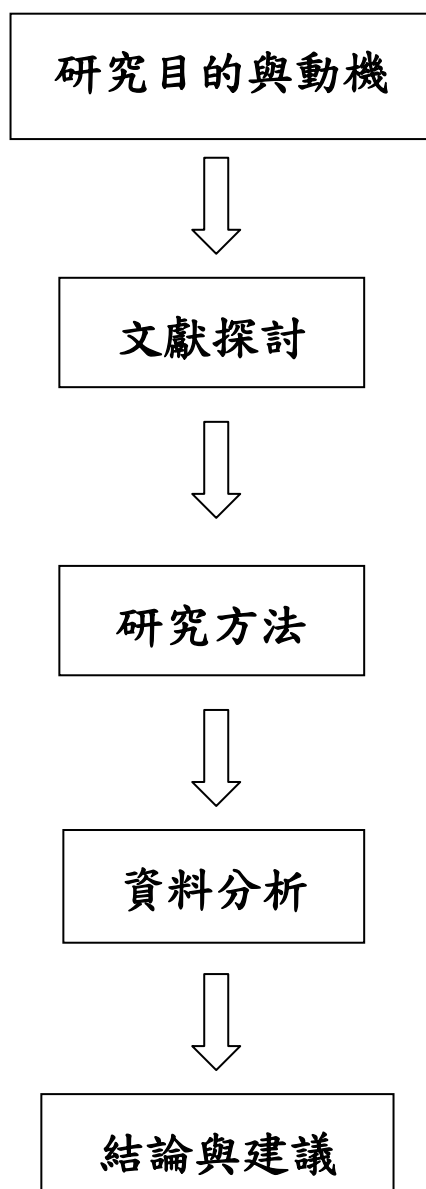 研究目的與動機
文獻探討
研究方法
資料分析
結論與建議